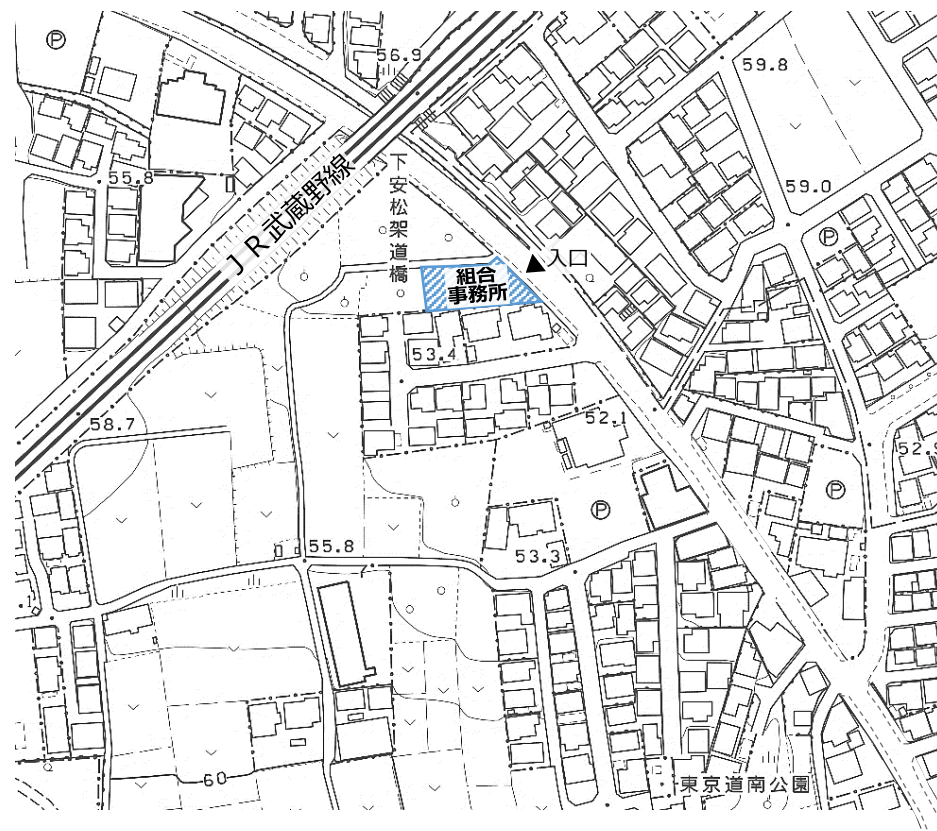 P
56.9
59.8
55.8
59.0
P
下安松架道橋
JR武蔵野線
入口
組合
事務所
53.4
58.7
52.1
P
P
55.8
53.3
60
東京道南公園